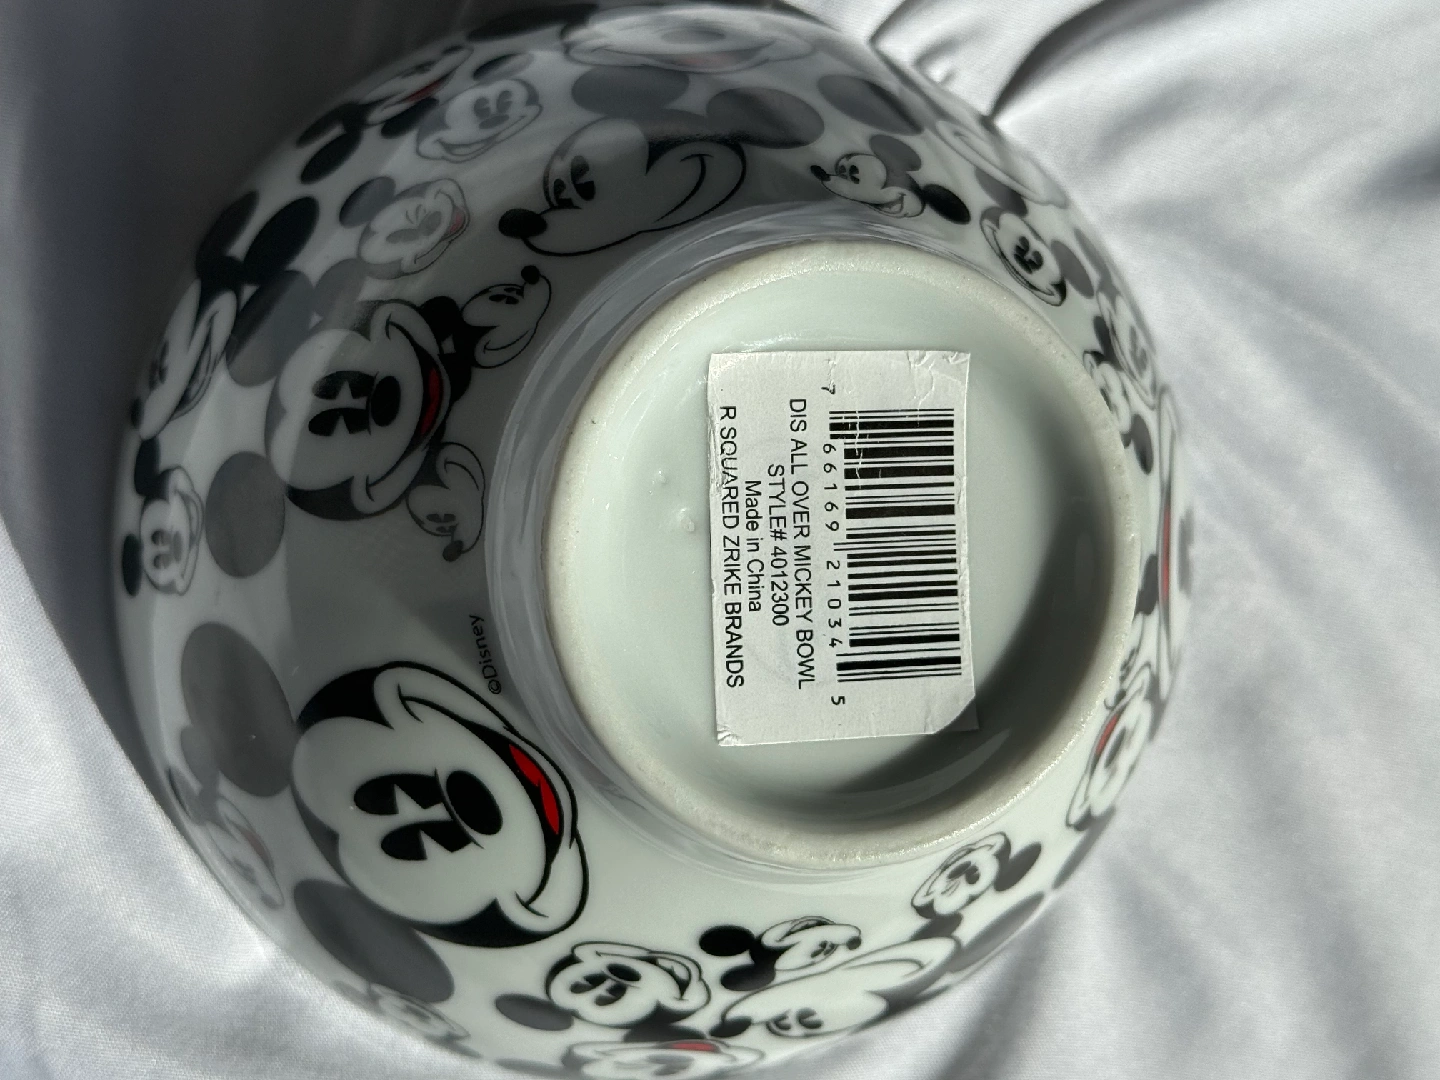 7 66169 21034 5
DIS ALL OVER MICKEY BOWL
STYLE# 4012300
Made in China
R SQUARED ZRIKE BRANDS
©Disney